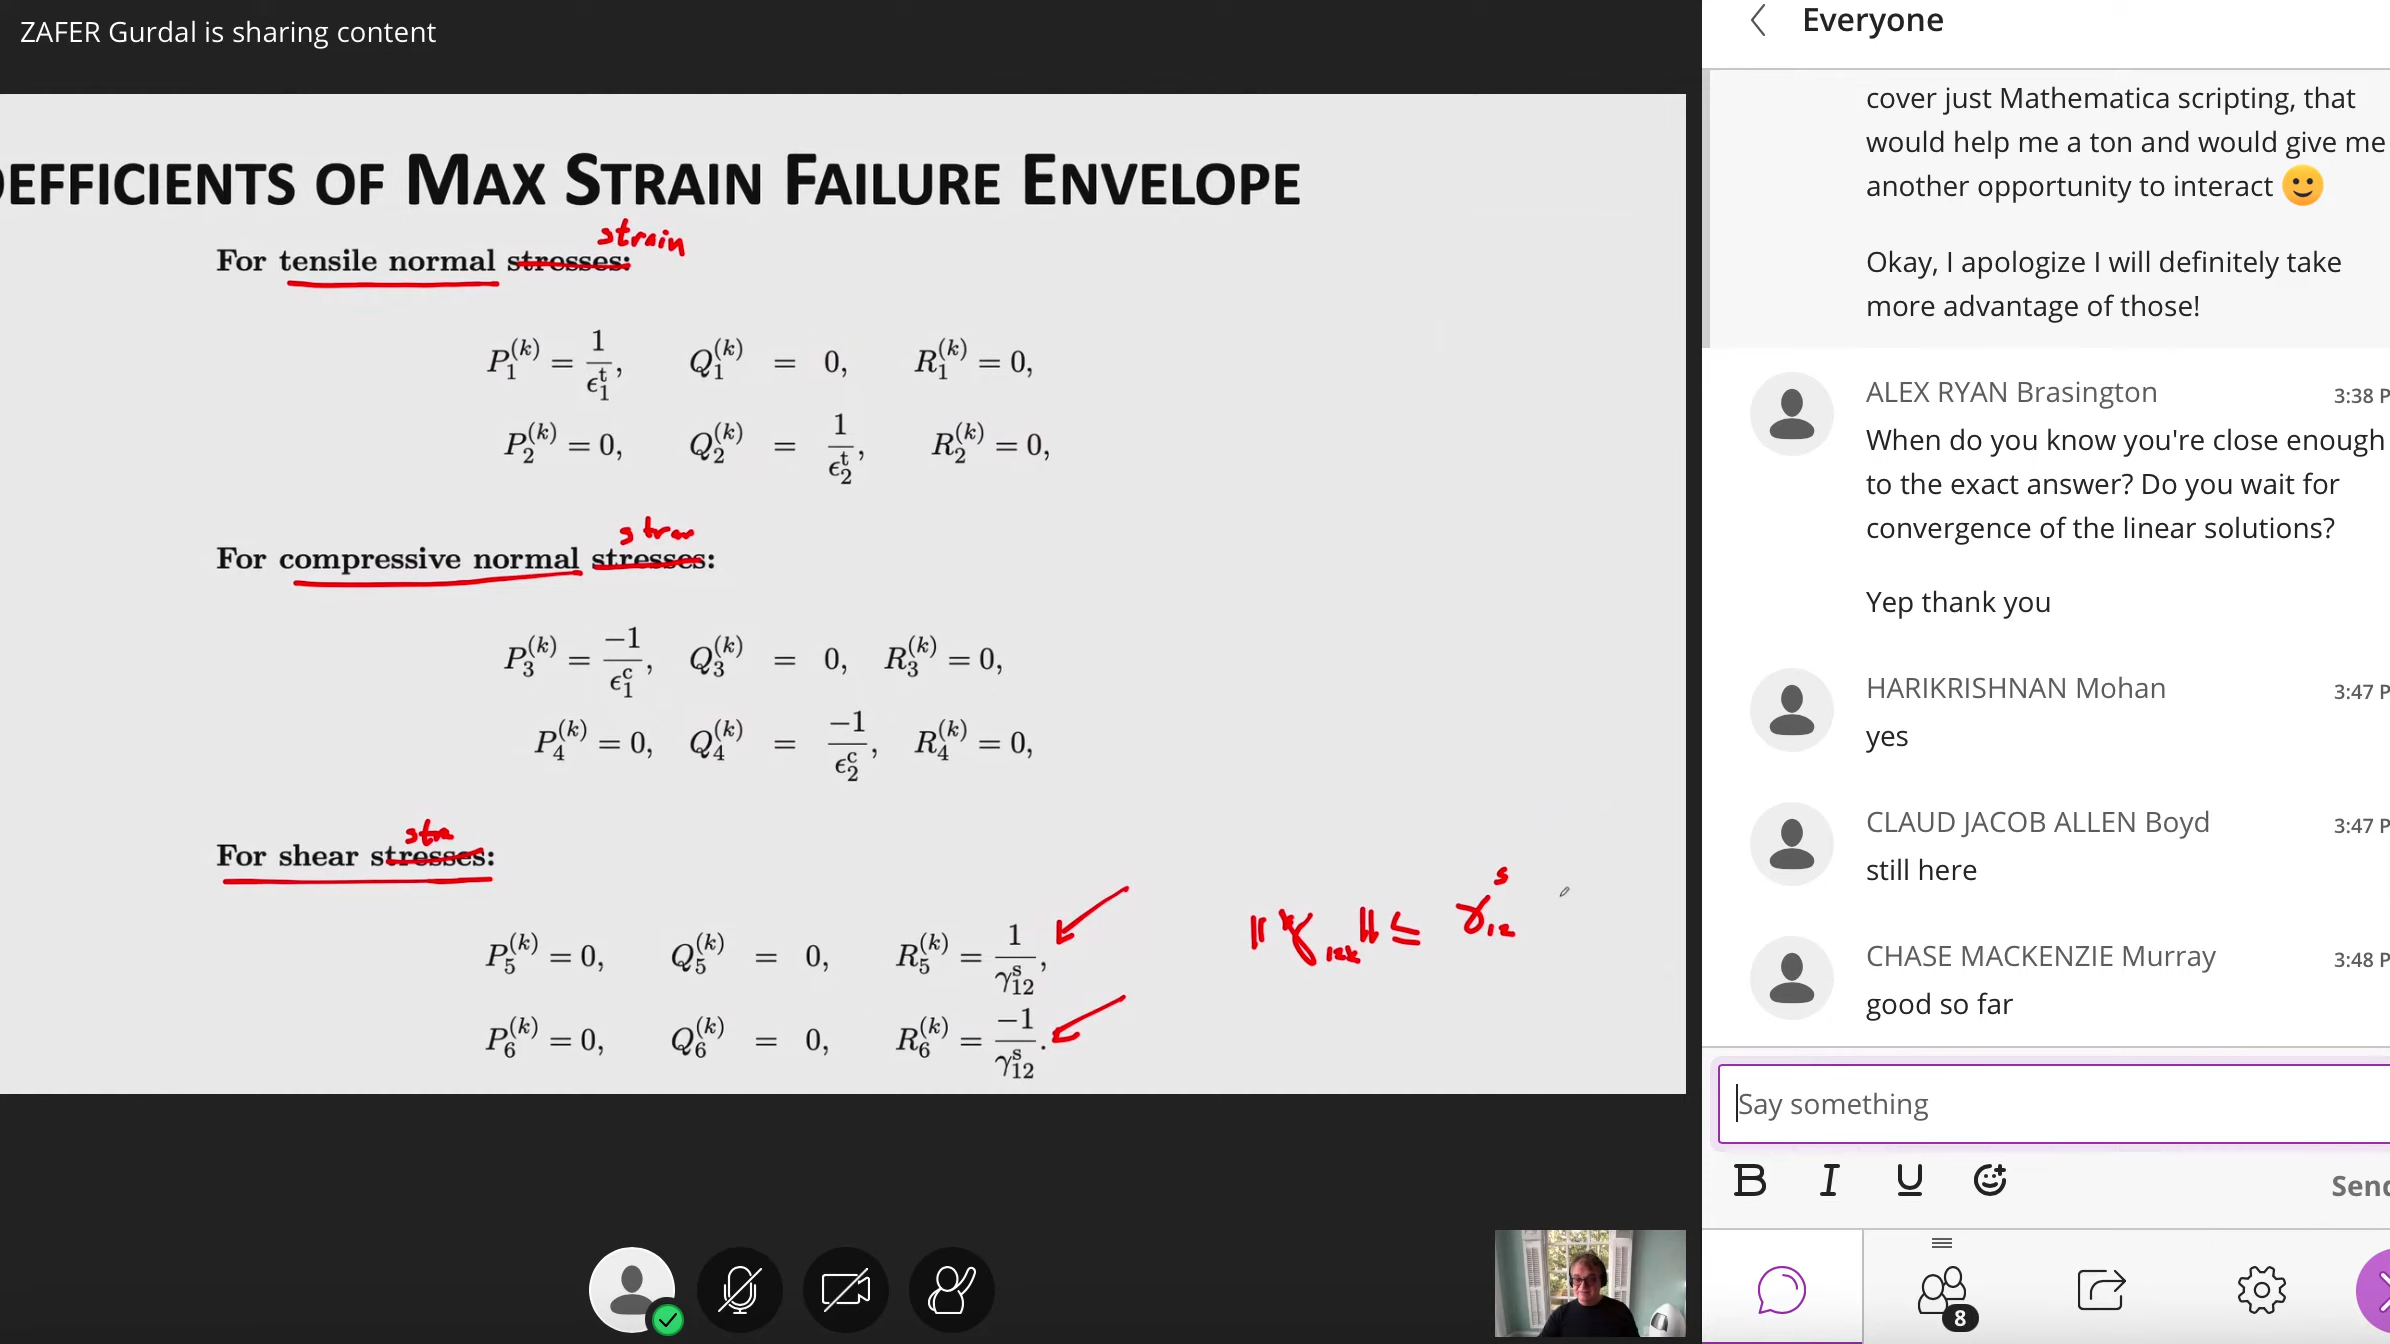 ZAFER Gurdal is sharing content
OEFFICIENTS OF MAX STRAIN FAILURE ENVELOPE
strain
For tensile normal stresses:
P₁⁽ᵏ⁾ = 1/ϵ₁ᵗ, Q₁⁽ᵏ⁾ = 0, R₁⁽ᵏ⁾ = 0,
P₂⁽ᵏ⁾ = 0, Q₂⁽ᵏ⁾ = 1/ϵ₂ᵗ, R₂⁽ᵏ⁾ = 0,
stra
For compressive normal stresses:
P₃⁽ᵏ⁾ = −1/ϵ₁ᶜ, Q₃⁽ᵏ⁾ = 0, R₃⁽ᵏ⁾ = 0,
P₄⁽ᵏ⁾ = 0, Q₄⁽ᵏ⁾ = −1/ϵ₂ᶜ, R₄⁽ᵏ⁾ = 0,
stra
For shear stresses:
P₅⁽ᵏ⁾ = 0, Q₅⁽ᵏ⁾ = 0, R₅⁽ᵏ⁾ = 1/γ₁₂ˢ,
||γ₁₂ₖ|| ≤ γ₁₂ˢ
P₆⁽ᵏ⁾ = 0, Q₆⁽ᵏ⁾ = 0, R₆⁽ᵏ⁾ = −1/γ₁₂ˢ.
Everyone
cover just Mathematica scripting, that
would help me a ton and would give me
another opportunity to interact 🙂
Okay, I apologize I will definitely take
more advantage of those!
ALEX RYAN Brasington 3:38 P
When do you know you're close enough
to the exact answer? Do you wait for
convergence of the linear solutions?
Yep thank you
HARIKRISHNAN Mohan 3:47 P
yes
CLAUD JACOB ALLEN Boyd 3:47 P
still here
CHASE MACKENZIE Murray 3:48 P
good so far
Say something
B I U Send
8